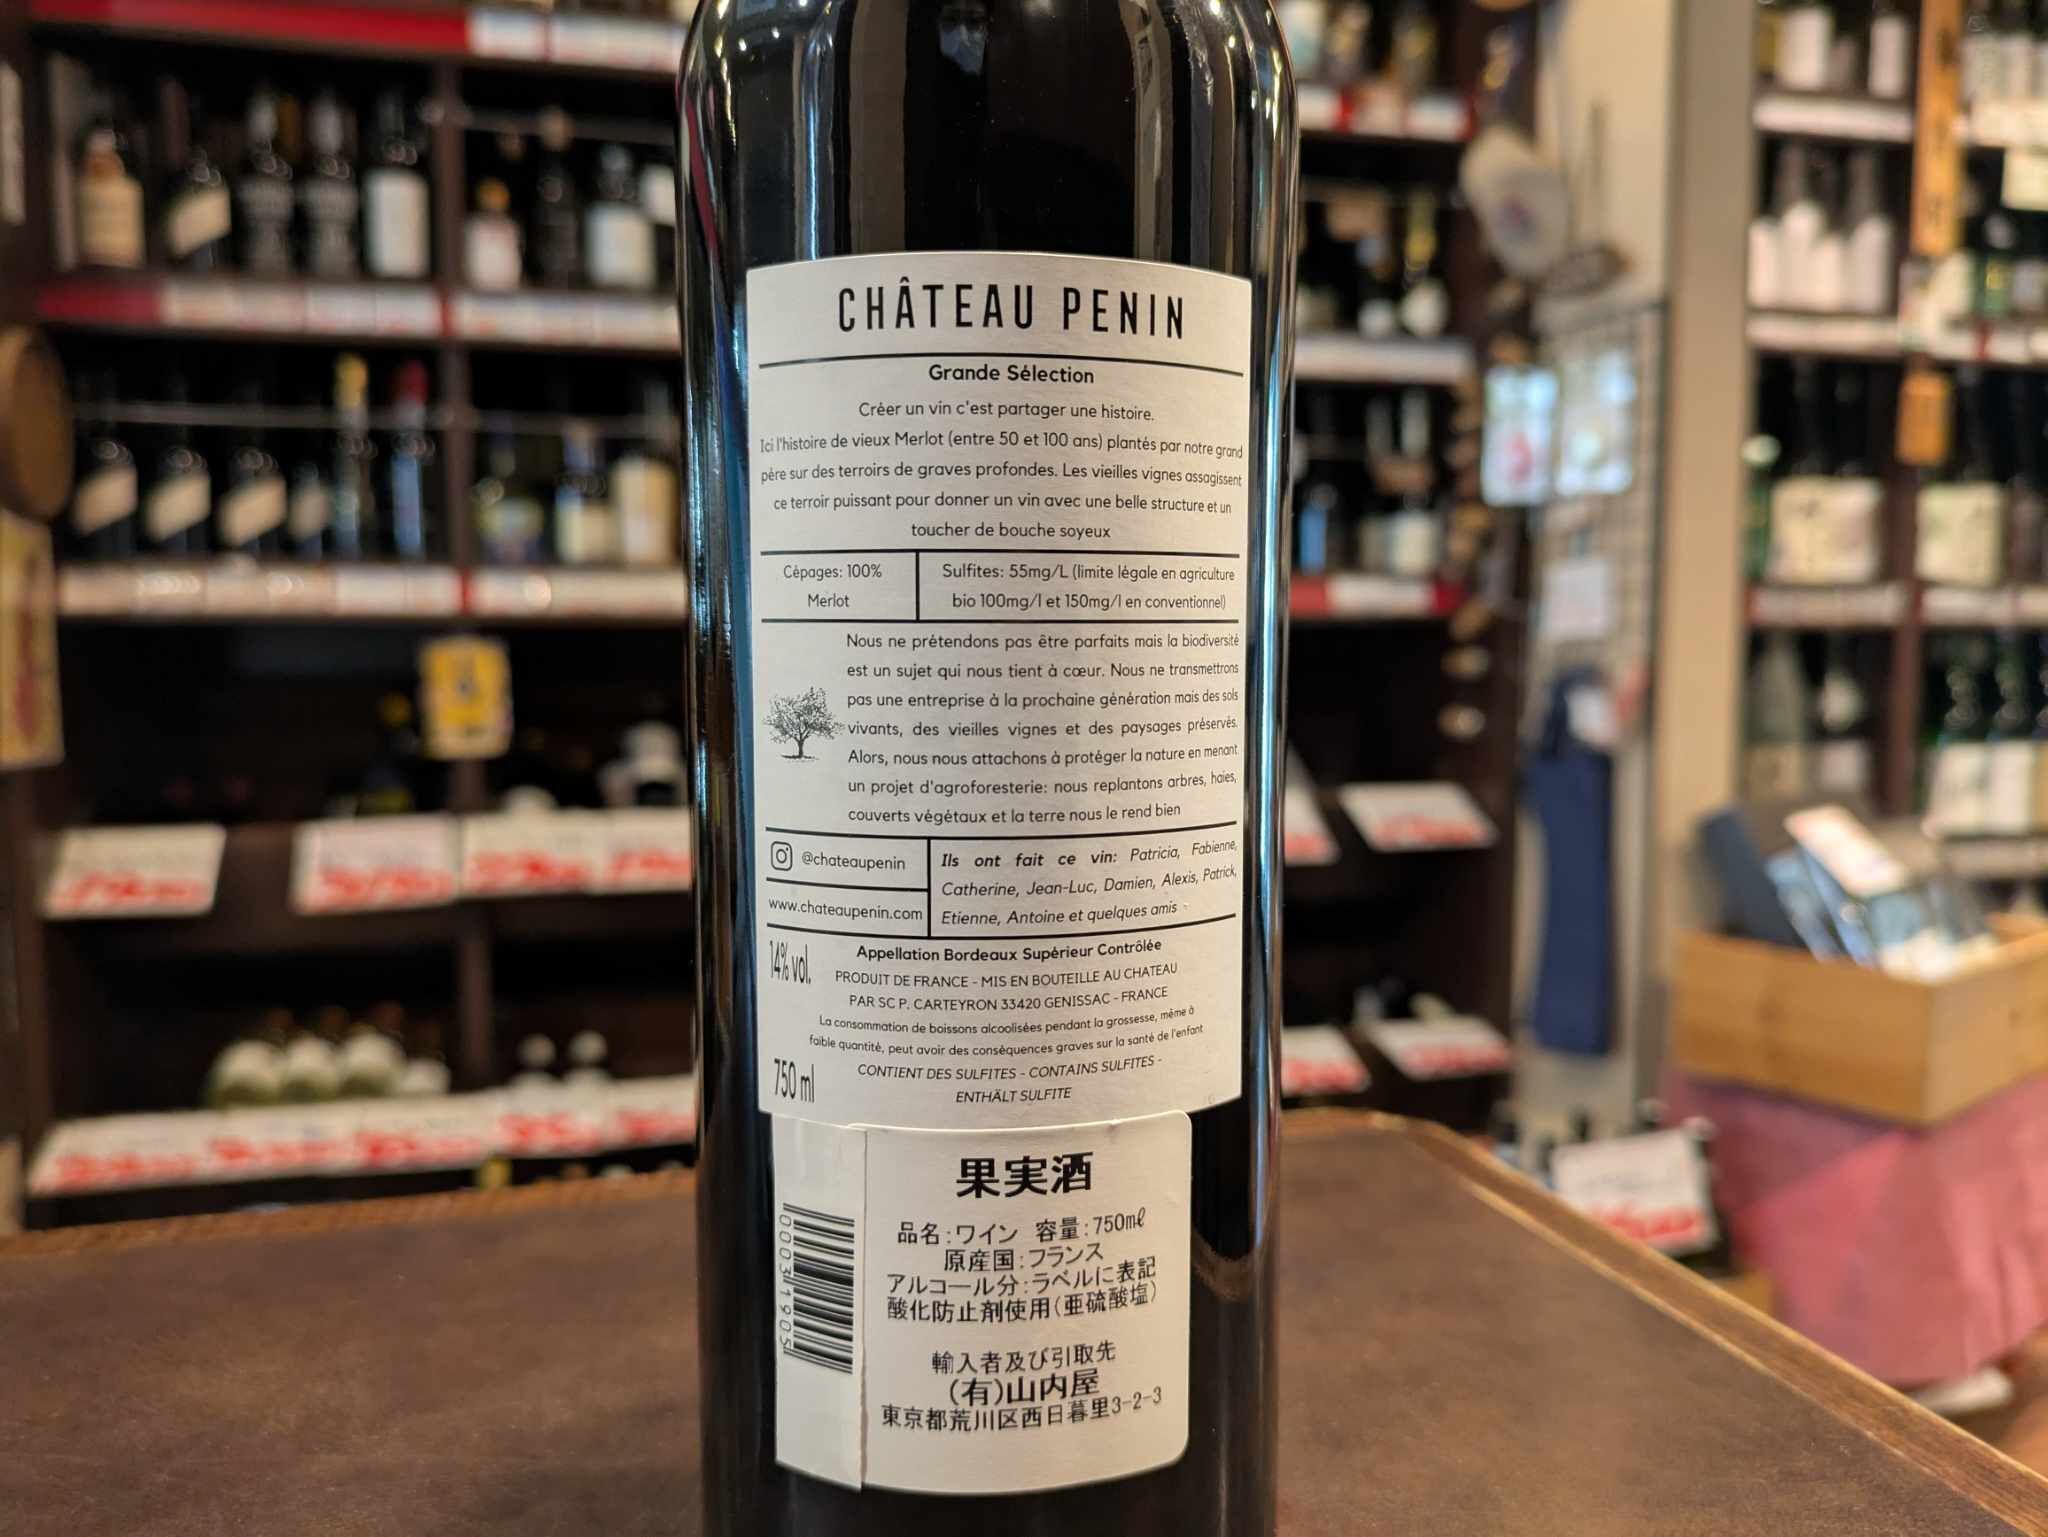 CHÂTEAU PENIN
Grande Sélection
Créer un vin c'est partager une histoire.
Ici l'histoire de vieux Merlot (entre 50 et 100 ans) plantés par notre grand
père sur des terroirs de graves profondes. Les vieilles vignes assagissent
ce terroir puissant pour donner un vin avec une belle structure et un
toucher de bouche soyeux
Cépages: 100%
Merlot
Sulfites: 55mg/L (limite légale en agriculture
bio 100mg/l et 150mg/l en conventionnel)
Nous ne prétendons pas être parfaits mais la biodiversité
est un sujet qui nous tient à cœur. Nous ne transmettrons
pas une entreprise à la prochaine génération mais des sols
vivants, des vieilles vignes et des paysages préservés.
Alors, nous nous attachons à protéger la nature en menant
un projet d'agroforesterie: nous replantons arbres, haies,
couverts végétaux et la terre nous le rend bien
@chateaupenin
www.chateaupenin.com
Ils ont fait ce vin: Patricia, Fabienne,
Catherine, Jean-Luc, Damien, Alexis, Patrick,
Etienne, Antoine et quelques amis
14% vol.
Appellation Bordeaux Supérieur Contrôlée
PRODUIT DE FRANCE - MIS EN BOUTEILLE AU CHATEAU
PAR SC P. CARTEYRON 33420 GENISSAC - FRANCE
La consommation de boissons alcoolisées pendant la grossesse, même à
faible quantité, peut avoir des conséquences graves sur la santé de l'enfant
750 ml
CONTIENT DES SULFITES - CONTAINS SULFITES -
ENTHÄLT SULFITE
00031905
果実酒
品名:ワイン 容量:750mℓ
原産国:フランス
アルコール分:ラベルに表記
酸化防止剤使用(亜硫酸塩)
輸入者及び引取先
(有)山内屋
東京都荒川区西日暮里3-2-3